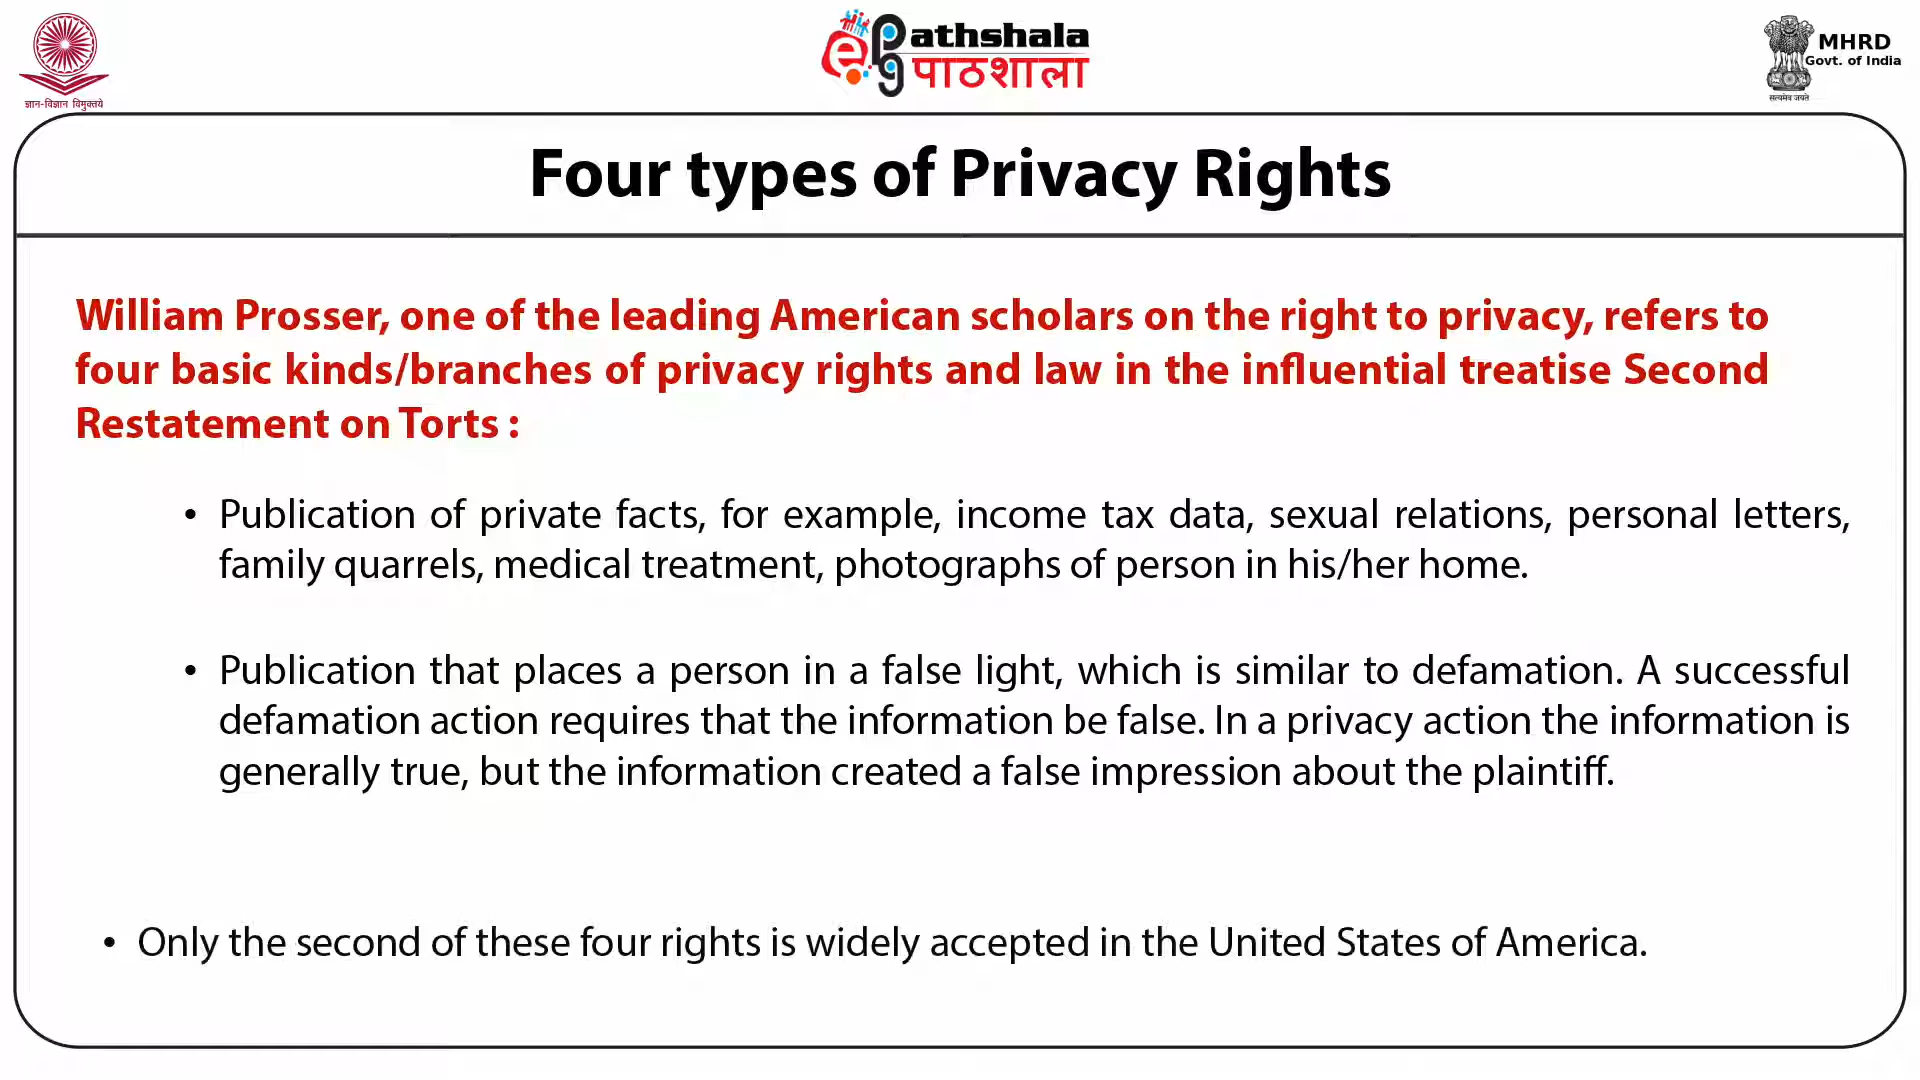 ज्ञान-विज्ञान विमुक्तये
ePGathshala
पाठशाला
MHRD
Govt. of India
सत्यमेव जयते
Four types of Privacy Rights
William Prosser, one of the leading American scholars on the right to privacy, refers to
four basic kinds/branches of privacy rights and law in the influential treatise Second
Restatement on Torts :
• Publication of private facts, for example, income tax data, sexual relations, personal letters,
family quarrels, medical treatment, photographs of person in his/her home.
• Publication that places a person in a false light, which is similar to defamation. A successful
defamation action requires that the information be false. In a privacy action the information is
generally true, but the information created a false impression about the plaintiff.
• Only the second of these four rights is widely accepted in the United States of America.